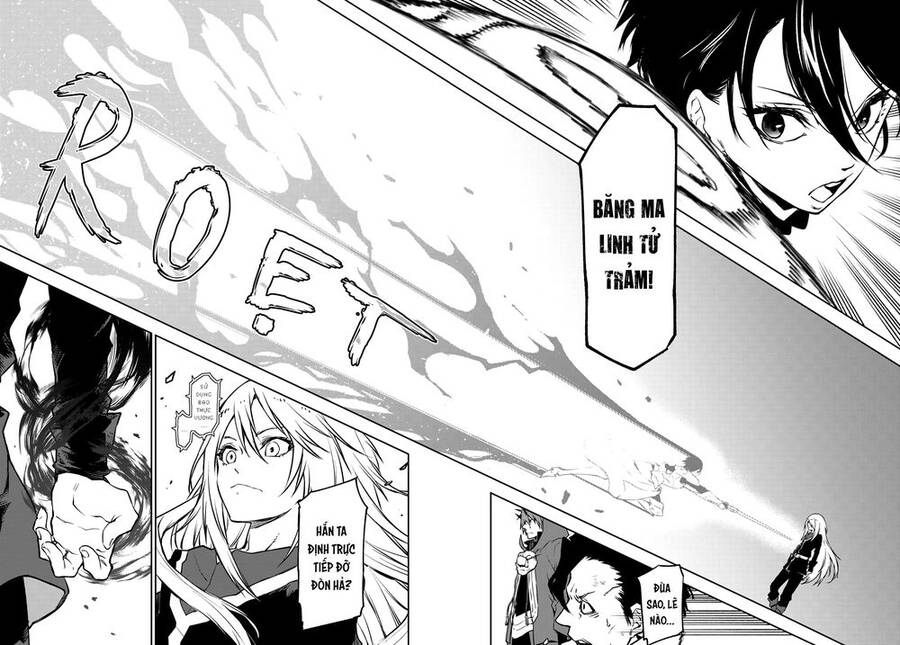 BĂNG MA
LINH TỬ
TRẢM!
ROẸT
ĐÙA
SAO, LẼ
NÀO...
HẮN TA
ĐỊNH TRỰC
TIẾP ĐỠ
ĐÒN HẢ?
SỬ
DỤNG
BẠO
THỰC
VƯƠNG